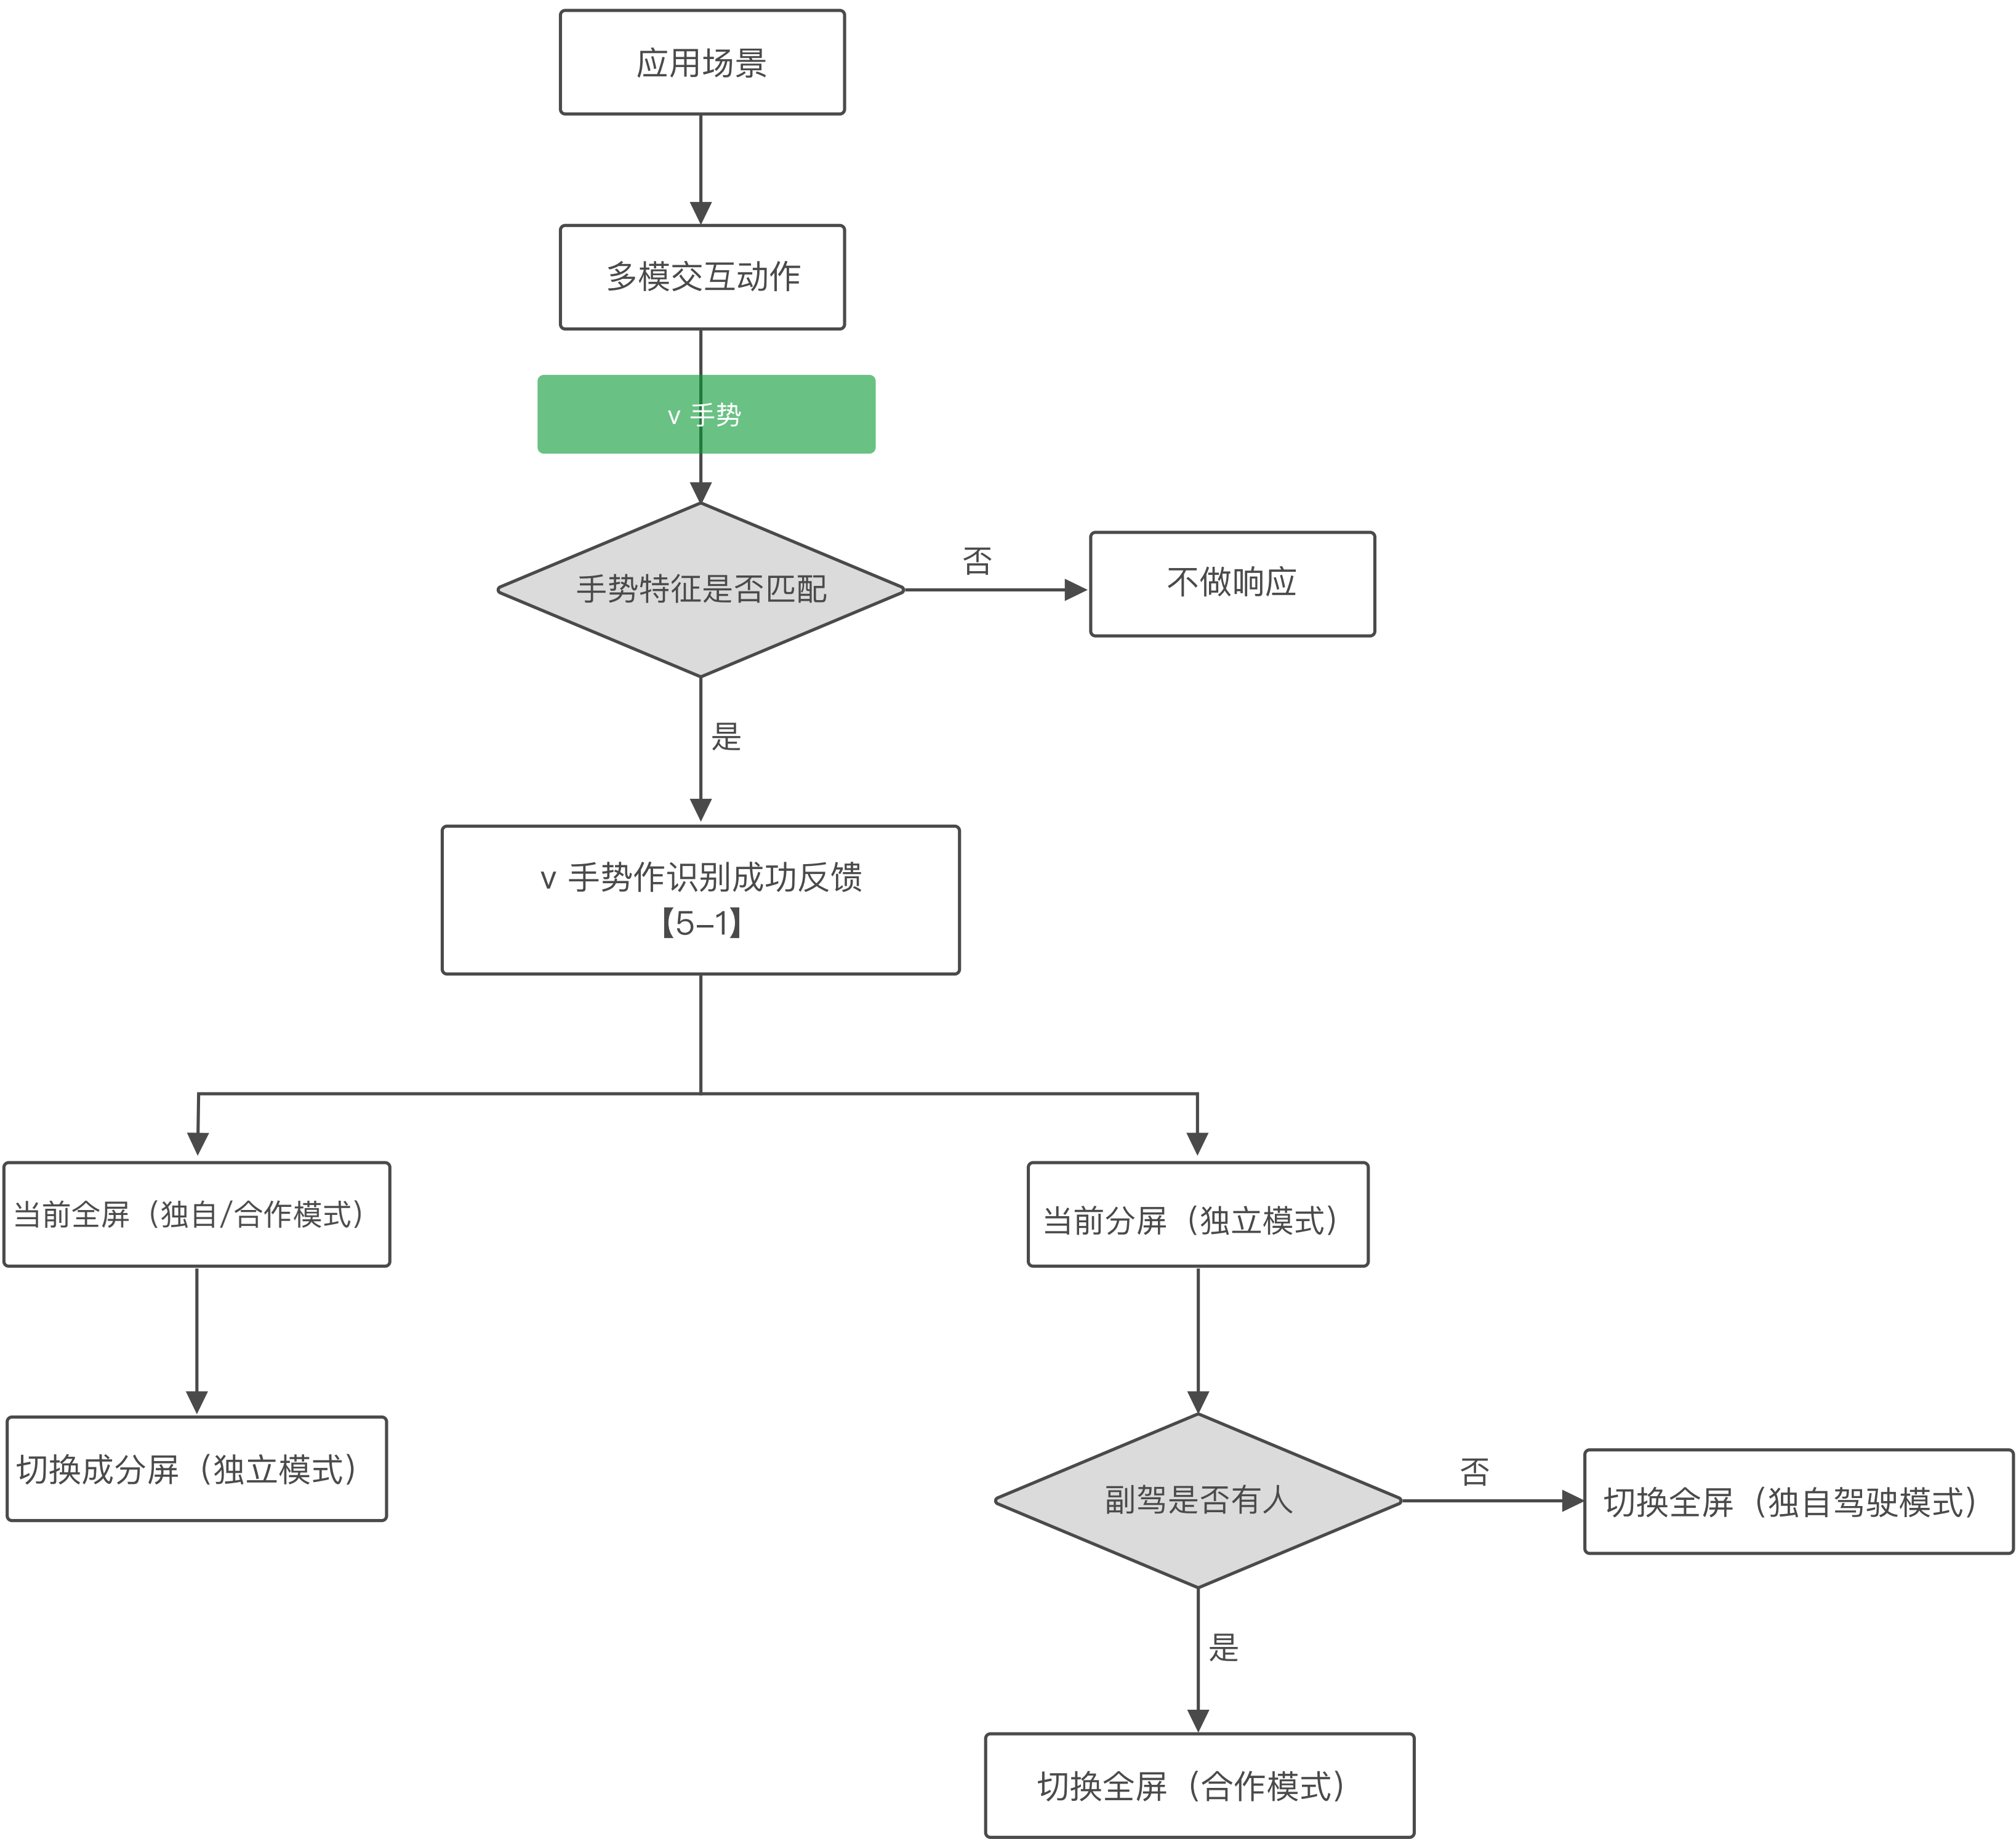 应用场景
多模交互动作
v 手势
手势特征是否匹配
否
不做响应
是
v 手势作识别成功反馈
【5-1】
当前全屏（独自/合作模式）
当前分屏（独立模式）
切换成分屏（独立模式）
副驾是否有人
否
切换全屏（独自驾驶模式）
是
切换全屏（合作模式）